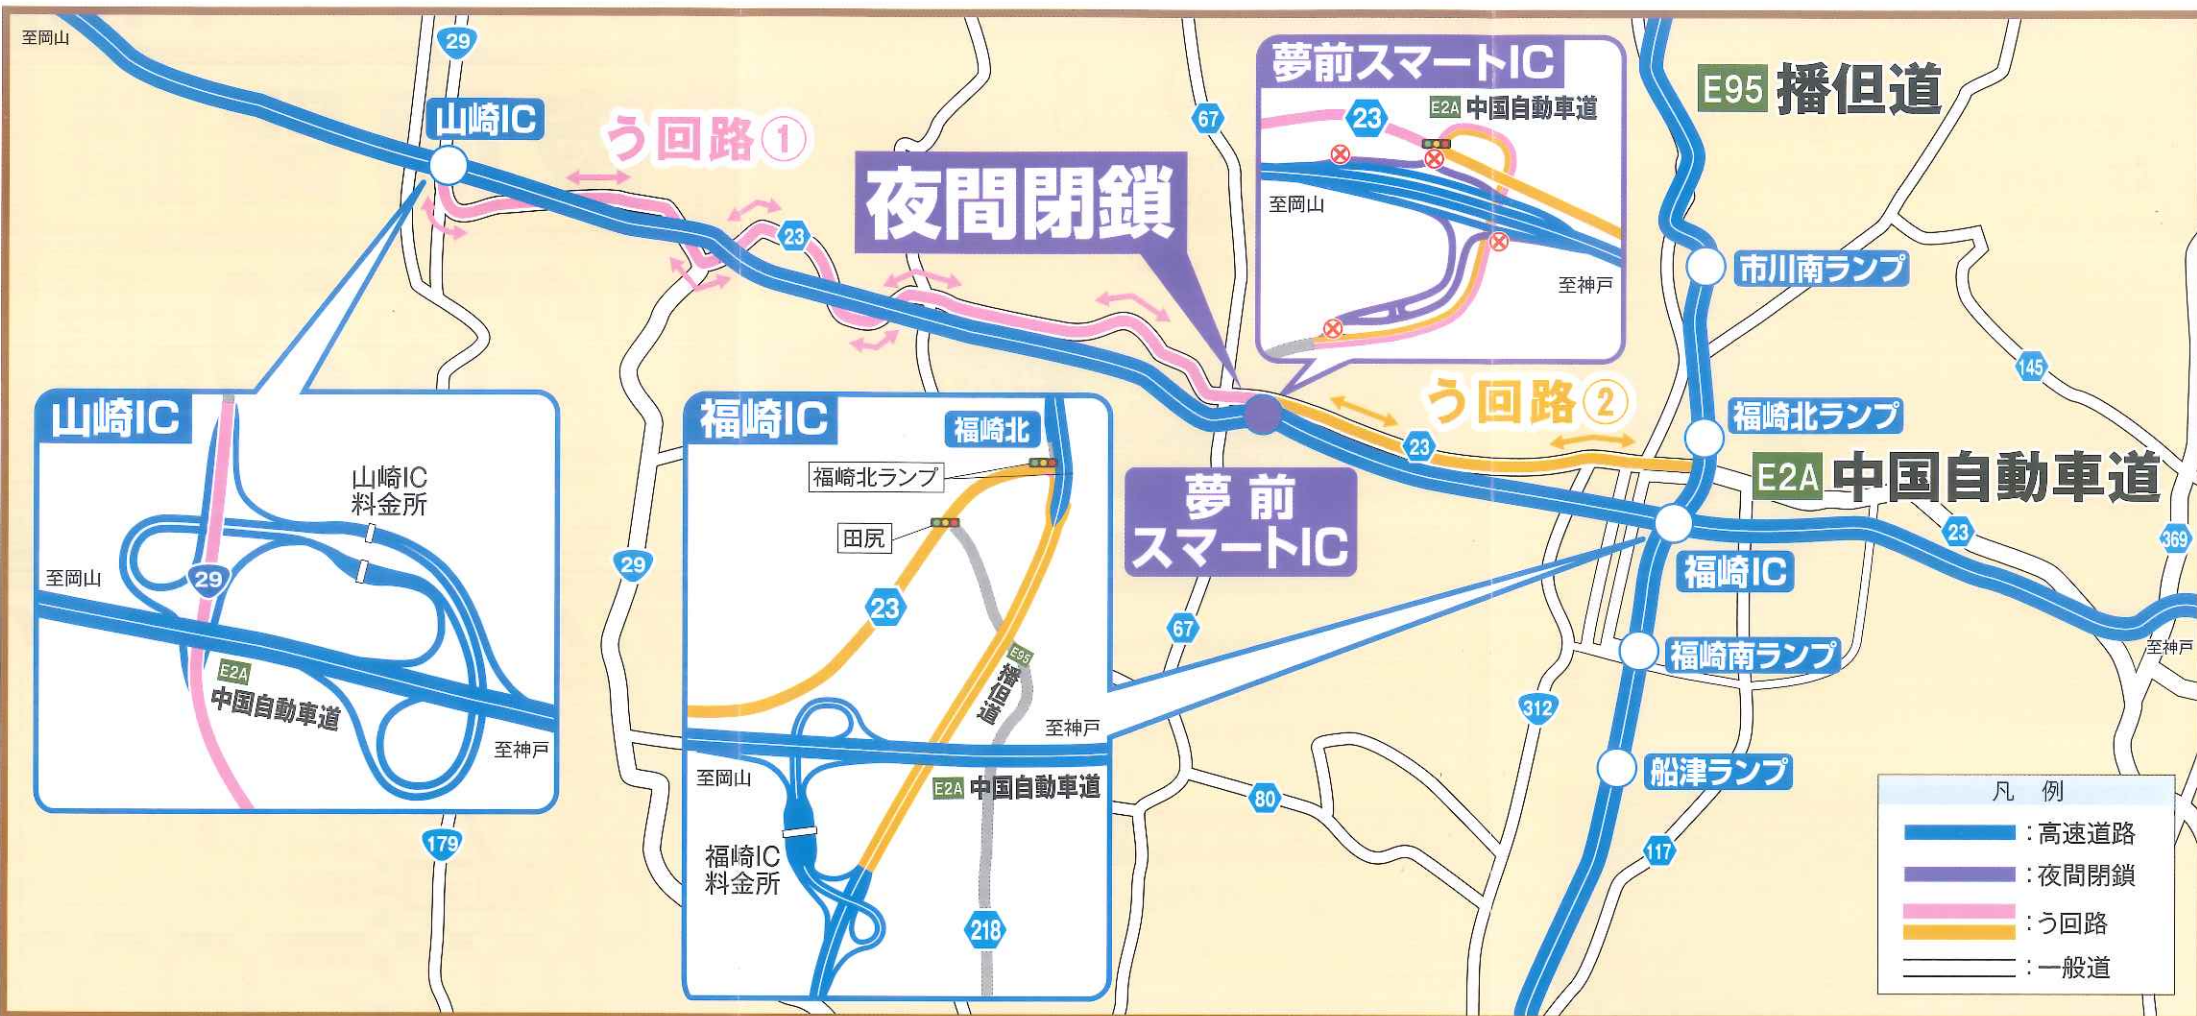 至岡山
29
山崎IC
う回路①
夜間閉鎖
67
夢前スマートIC
23
E2A 中国自動車道
至岡山
至神戸
E95 播但道
市川南ランプ
145
23
う回路②
23
福崎北ランプ
E2A 中国自動車道
23
369
至神戸
夢前
スマートIC
福崎IC
福崎南ランプ
船津ランプ
312
117
80
67
29
179
山崎IC
山崎IC
料金所
至岡山
29
E2A
中国自動車道
至神戸
福崎IC
福崎北
福崎北ランプ
田尻
23
E95
播但道
至神戸
至岡山
E2A 中国自動車道
福崎IC
料金所
218
凡 例
:高速道路
:夜間閉鎖
:う回路
:一般道